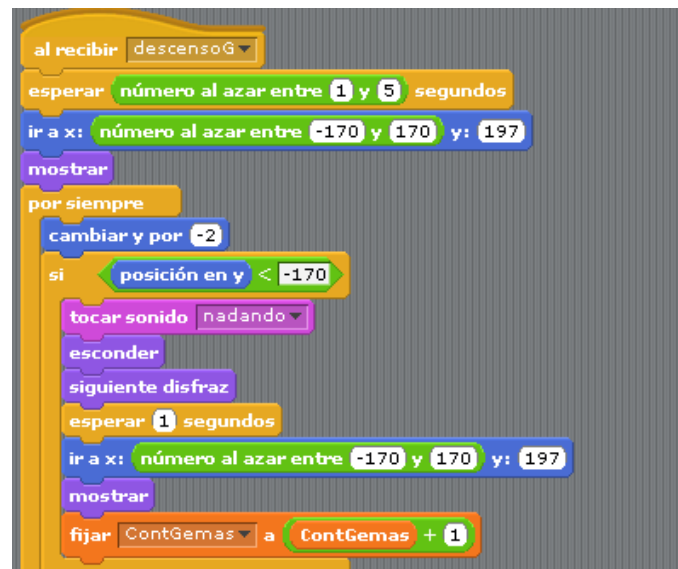 al recibir descensoG
esperar número al azar entre 1 y 5 segundos
ir a x: número al azar entre -170 y 170 y: 197
mostrar
por siempre
cambiar y por -2
si posición en y < -170
tocar sonido nadando
esconder
siguiente disfraz
esperar 1 segundos
ir a x: número al azar entre -170 y 170 y: 197
mostrar
fijar ContGemas a ContGemas + 1